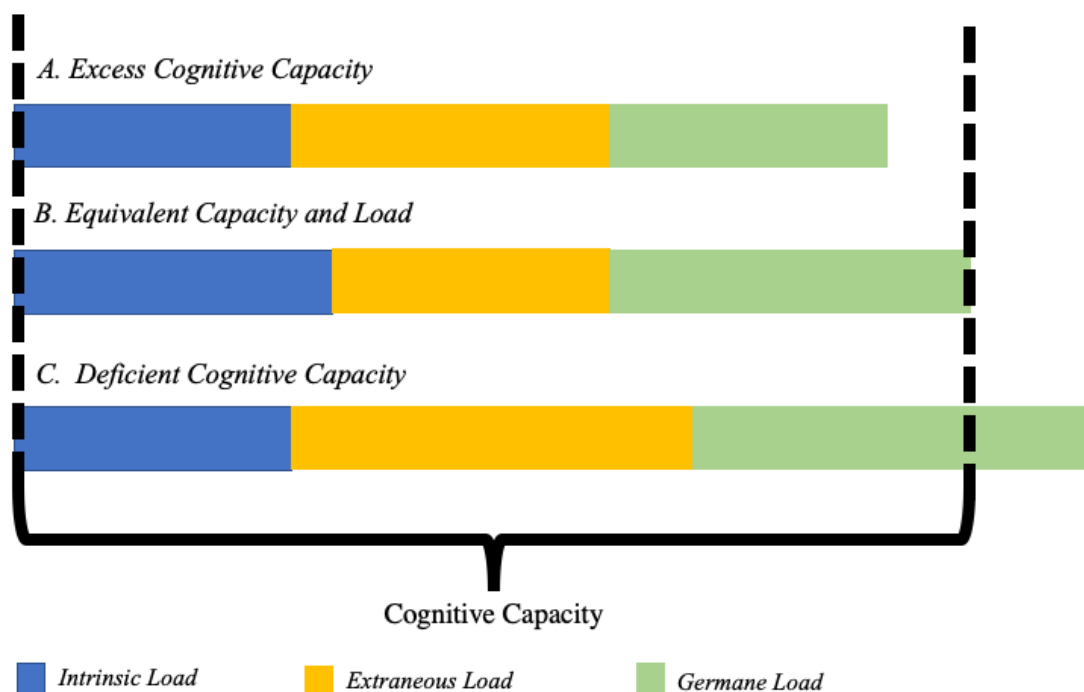 A. Excess Cognitive Capacity
B. Equivalent Capacity and Load
C. Deficient Cognitive Capacity
Cognitive Capacity
Intrinsic Load Extraneous Load Germane Load